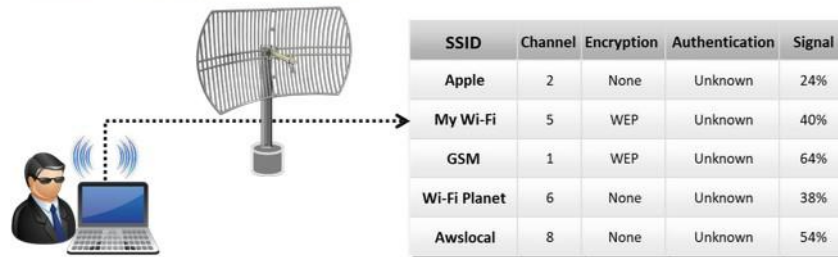 SSID Channel Encryption Authentication Signal
Apple 2 None Unknown 24%
My Wi-Fi 5 WEP Unknown 40%
GSM 1 WEP Unknown 64%
Wi-Fi Planet 6 None Unknown 38%
Awslocal 8 None Unknown 54%